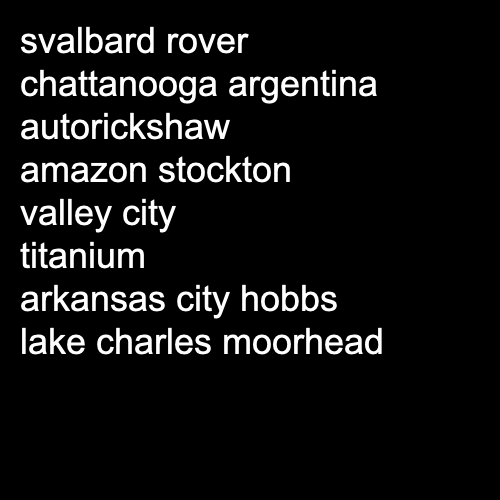 svalbard rover
chattanooga argentina
autorickshaw
amazon stockton
valley city
titanium
arkansas city hobbs
lake charles moorhead